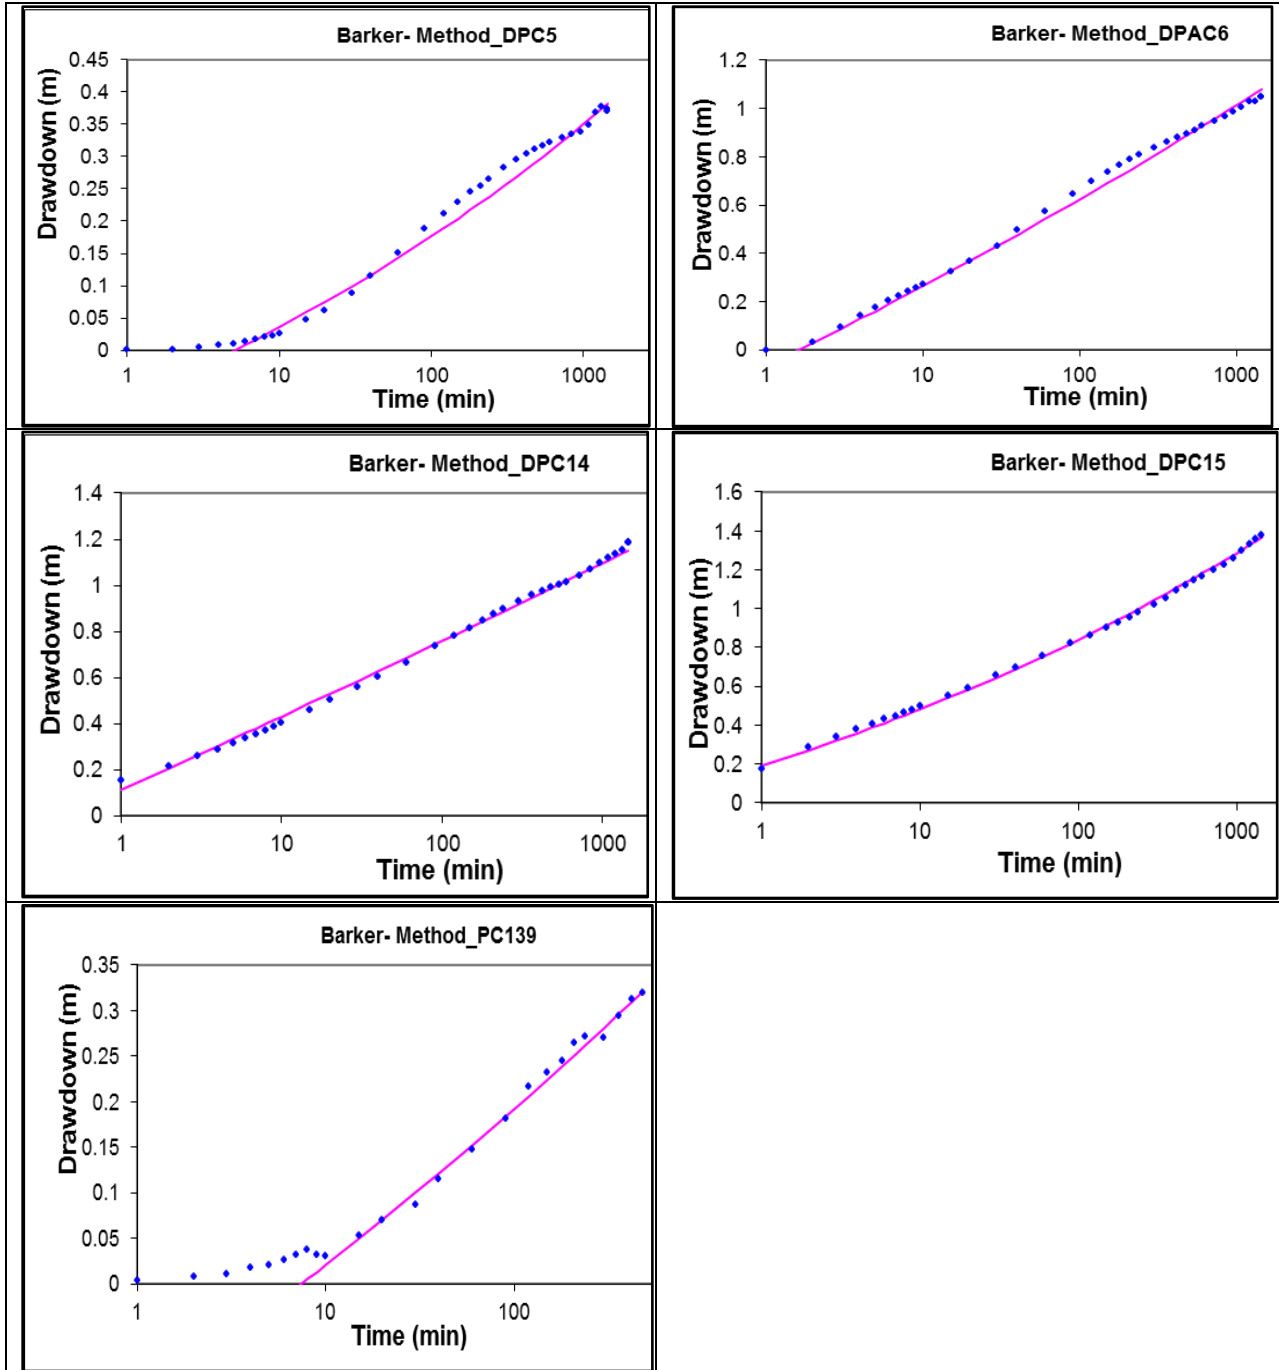 Barker- Method_DPC5
Drawdown (m)
0.45
0.4
0.35
0.3
0.25
0.2
0.15
0.1
0.05
0
1 10 100 1000
Time (min)
Barker- Method_DPAC6
Drawdown (m)
1.2
1
0.8
0.6
0.4
0.2
0
1 10 100 1000
Time (min)
Barker- Method_DPC14
Drawdown (m)
1.4
1.2
1
0.8
0.6
0.4
0.2
0
1 10 100 1000
Time (min)
Barker- Method_DPC15
Drawdown (m)
1.6
1.4
1.2
1
0.8
0.6
0.4
0.2
0
1 10 100 1000
Time (min)
Barker- Method_PC139
Drawdown (m)
0.35
0.3
0.25
0.2
0.15
0.1
0.05
0
1 10 100
Time (min)